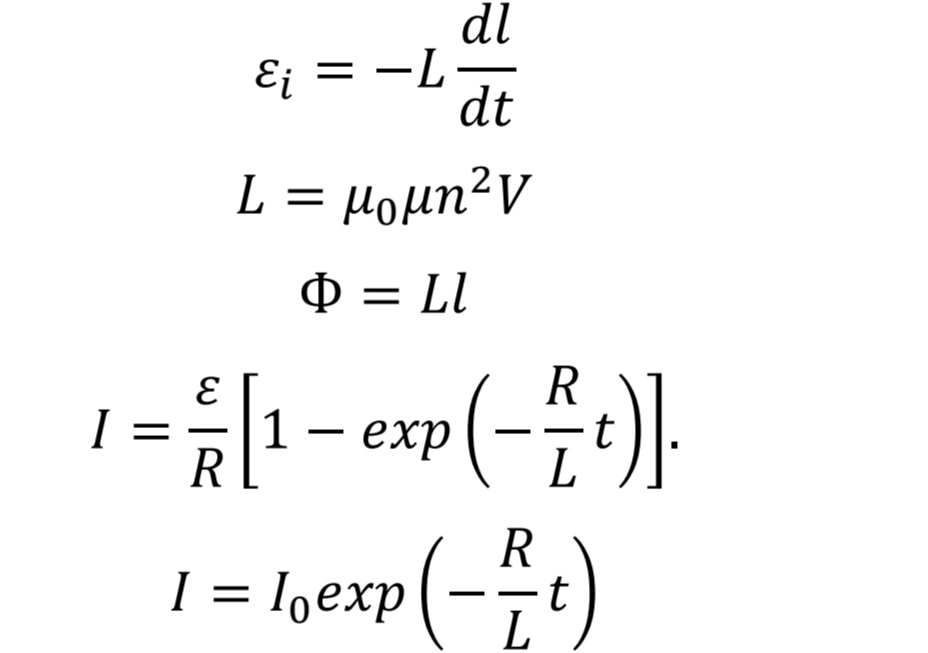 εᵢ = −L dl/dt
L = μ₀μn²V
Φ = Ll
I = ε/R [1 − exp(−R/L t)].
I = I₀exp(−R/L t)